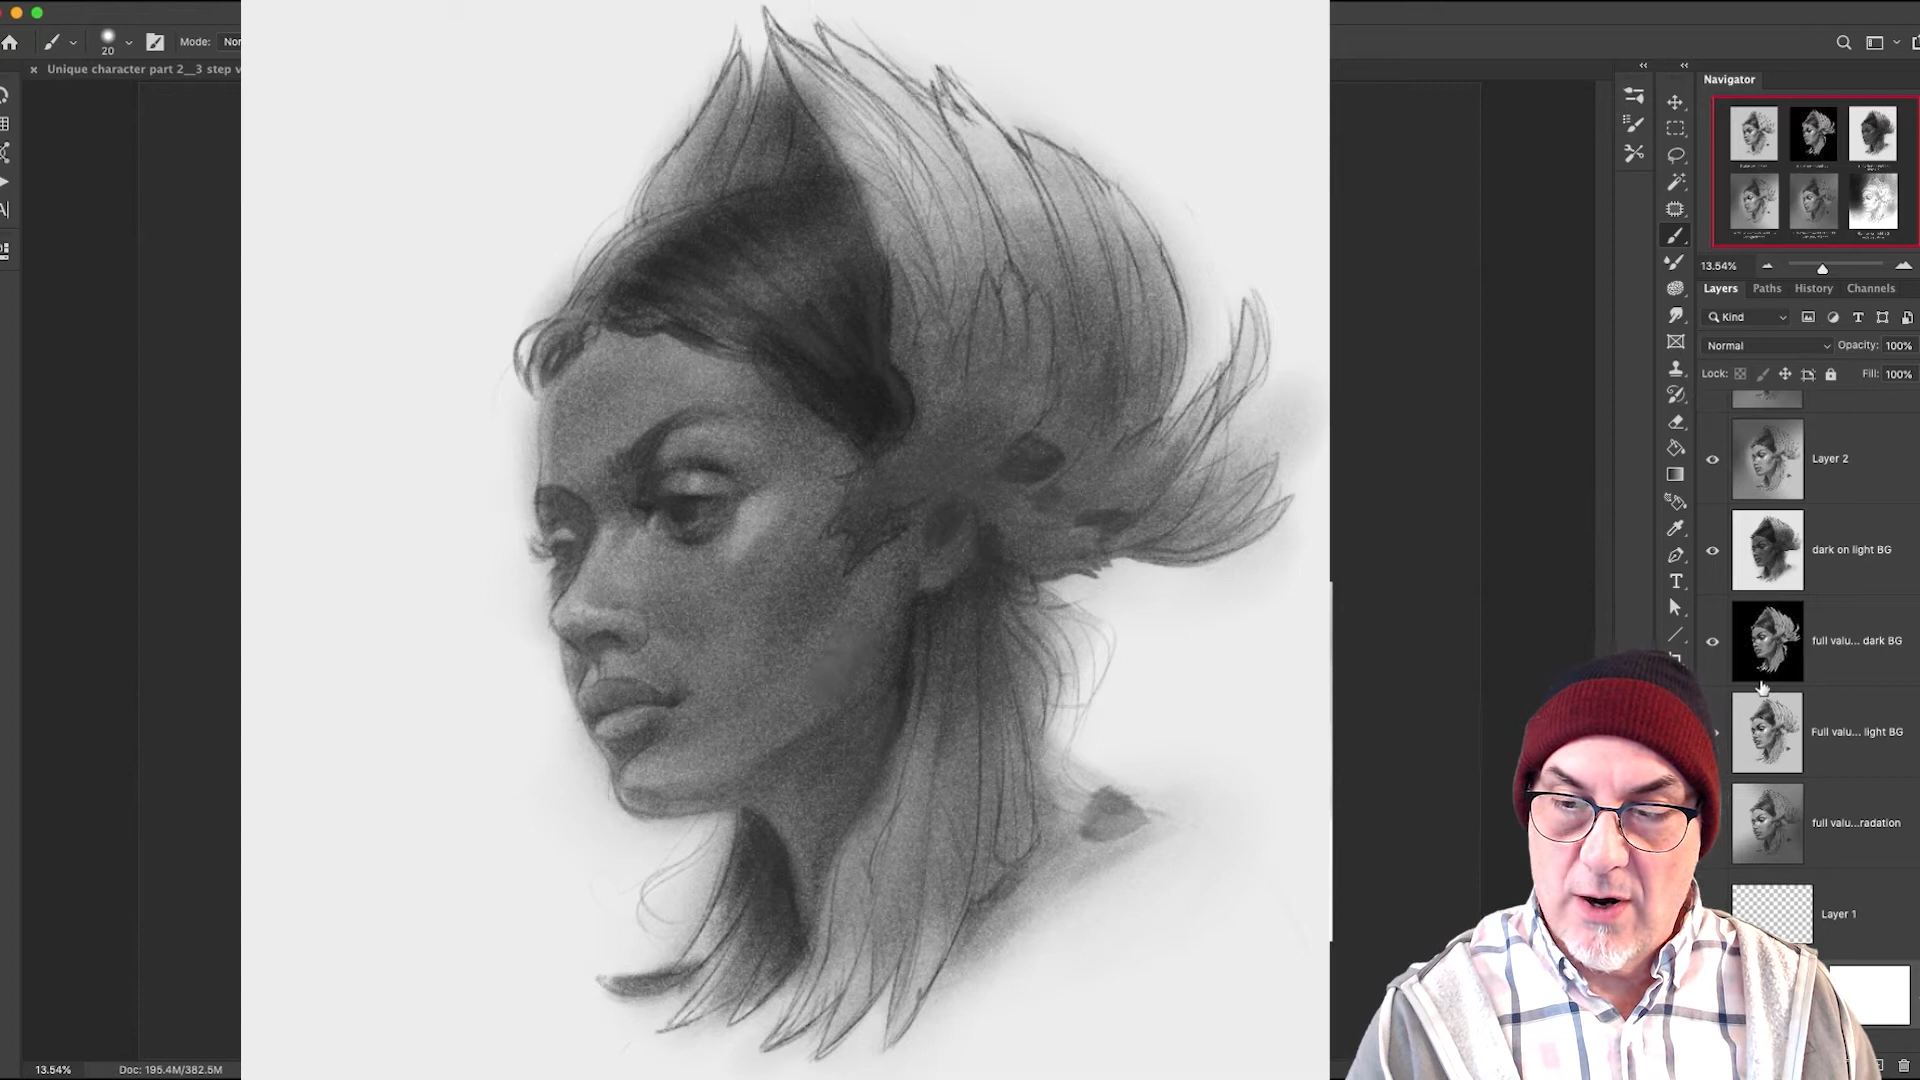 20
Mode:
Nor
× Unique character part 2__3 step v
Navigator
13.54%
Layers Paths History Channels
Kind
Normal Opacity: 100%
Lock: Fill: 100%
Layer 2
dark on light BG
full valu... dark BG
Full valu... light BG
full valu...radation
Layer 1
13.54% Doc: 195.4M/382.5M